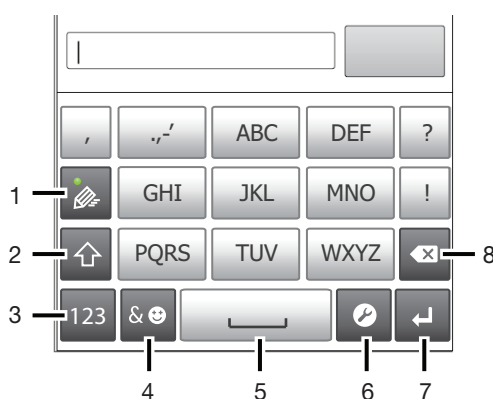 , .,-’ ABC DEF ?
1 GHI JKL MNO !
2 PQRS TUV WXYZ 8
3 123 &
4 5 6 7